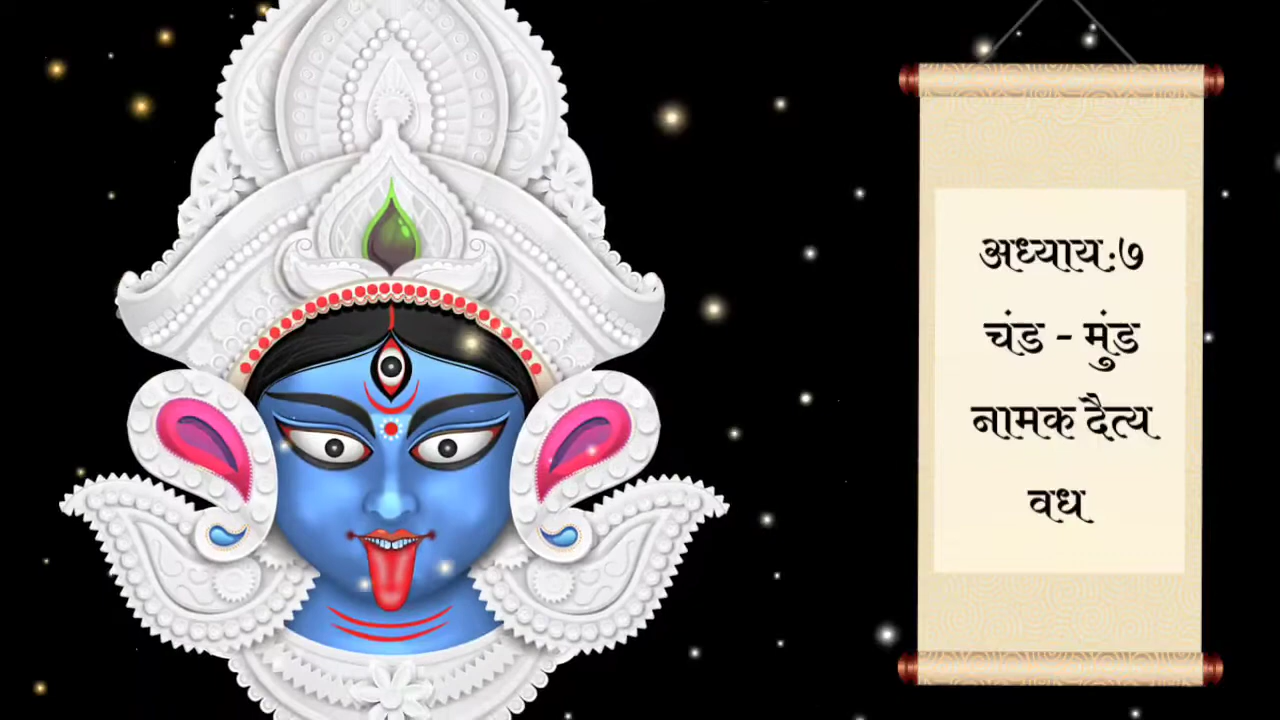 अध्याय:७
चंड - मुंड
नामक दैत्य
वध